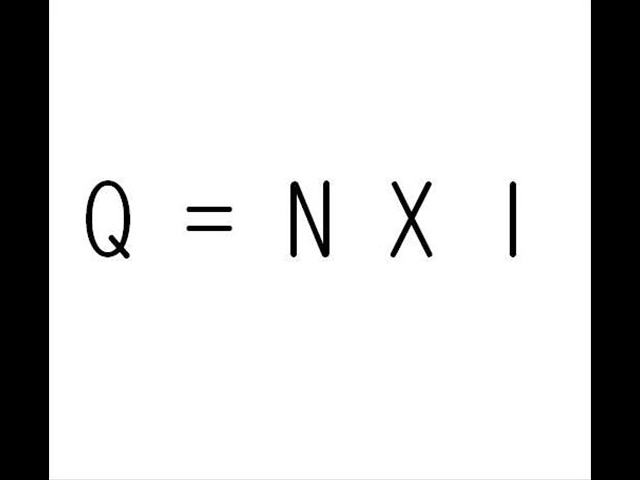 Q = N X I